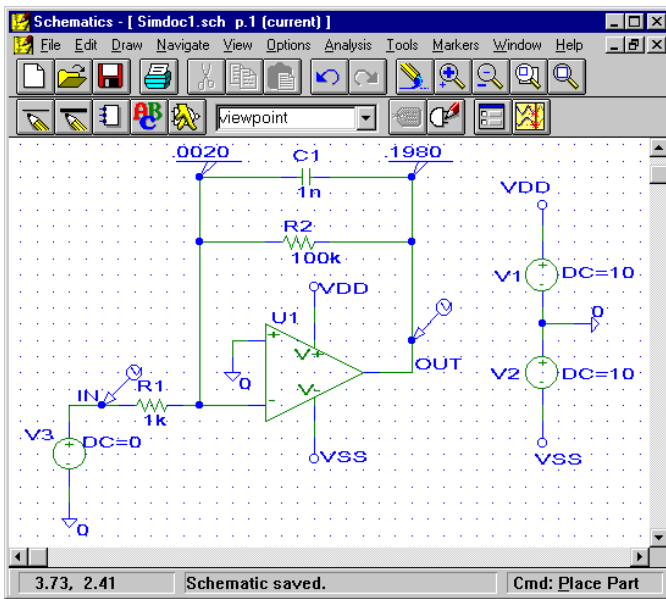 Schematics - [ Simdoc1.sch p.1 (current) ]
File Edit Draw Navigate View Options Analysis Tools Markers Window Help
ABC
viewpoint
.0020
C1
.1980
1n
VDD
R2
100k
VDD
V1
DC=10
0
U1
+
V+
OUT
V2
DC=10
0
V-
-
IN
V
R1
V
1k
V3
DC=0
VSS
VSS
0
3.73, 2.41
Schematic saved.
Cmd: Place Part